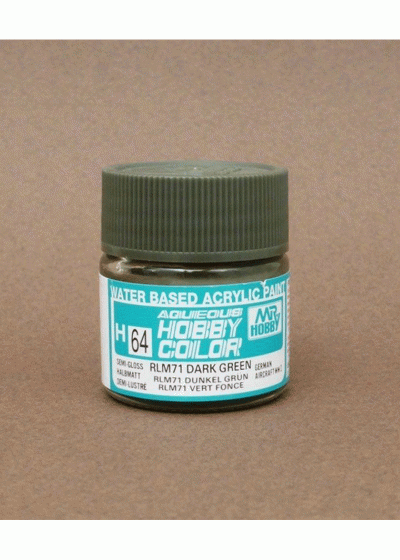 WATER BASED ACRYLIC PAINT
AQUEOUS
HOBBY
COLOR
H 64
MR HOBBY
SEMI-GLOSS
HALBMATT
SEMI-LUSTRE
RLM71 DARK GREEN
RLM71 DUNKEL GRUN
RLM71 VERT FONCE
GERMAN
AIRCRAFT